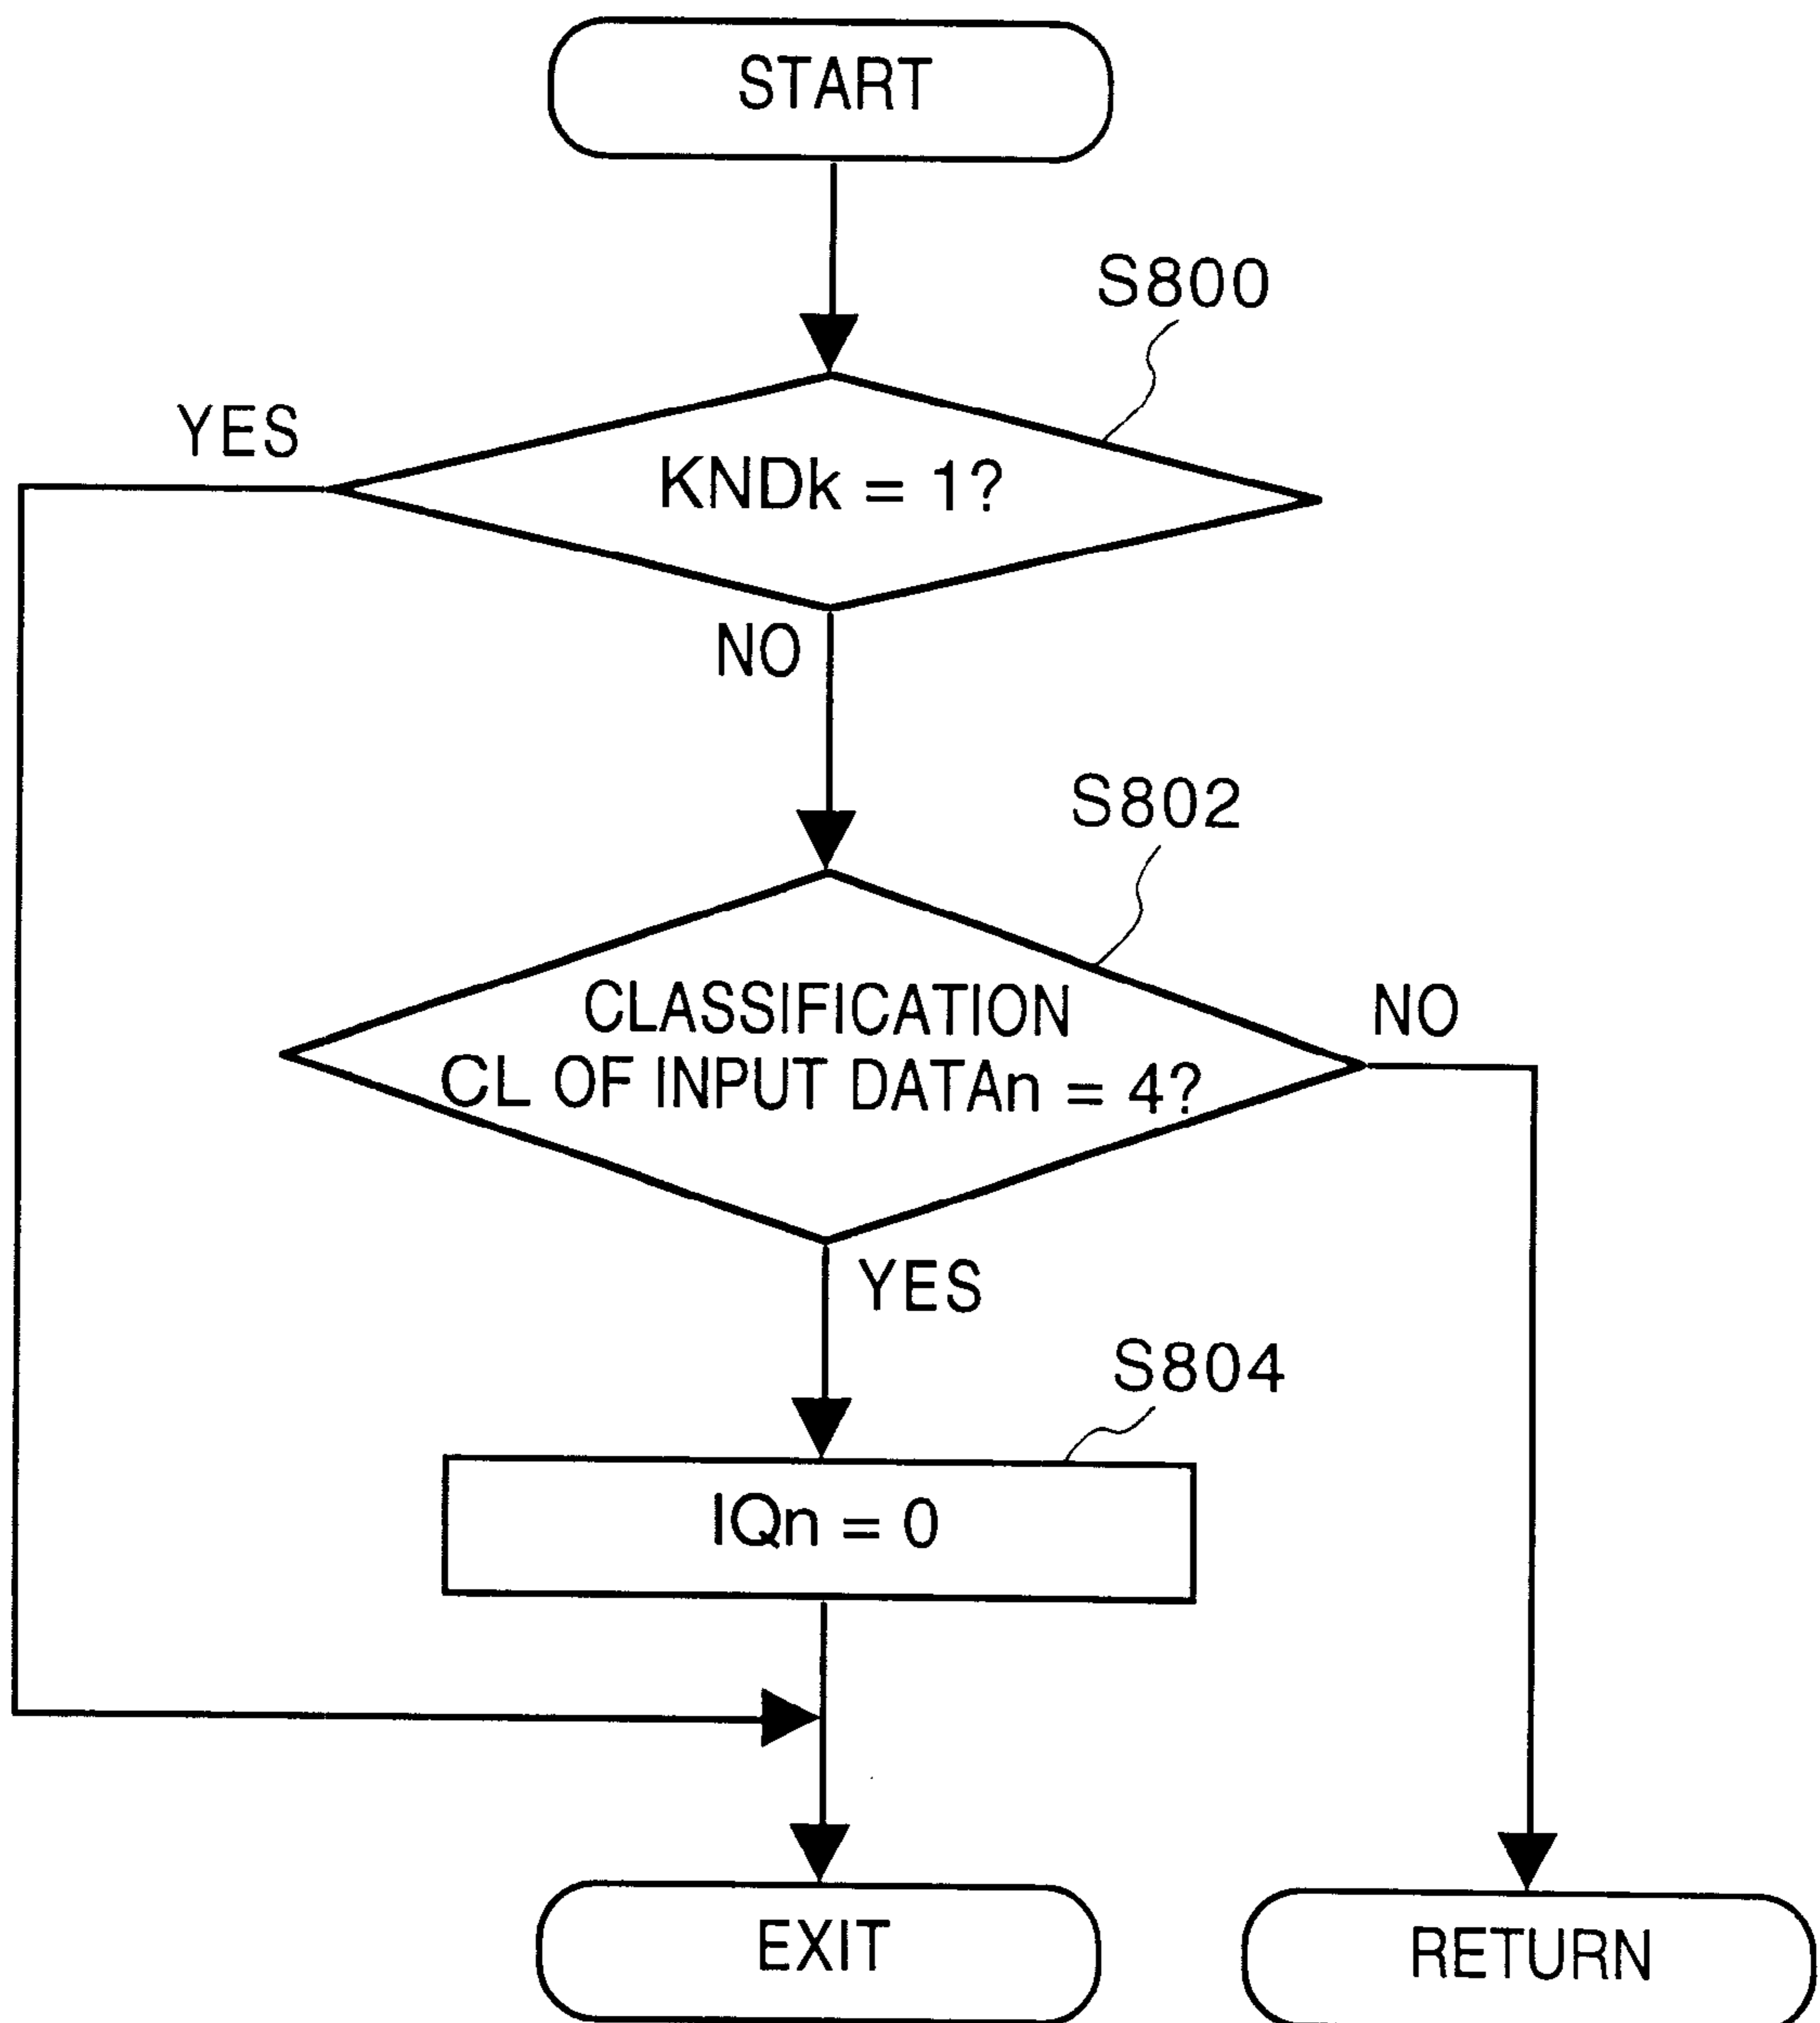 START
S800
YES
KNDk = 1?
NO
S802
CLASSIFICATION
CL OF INPUT DATAn = 4?
NO
YES
S804
IQn = 0
EXIT
RETURN